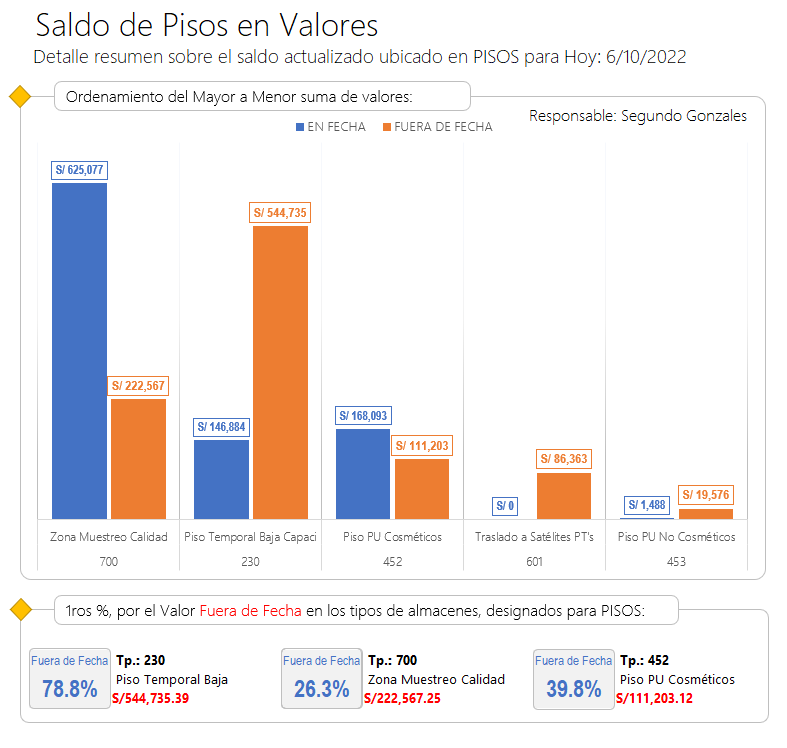 Saldo de Pisos en Valores
Detalle resumen sobre el saldo actualizado ubicado en PISOS para Hoy: 6/10/2022
Ordenamiento del Mayor a Menor suma de valores:
Responsable: Segundo Gonzales
EN FECHA FUERA DE FECHA
S/ 625,077
S/ 544,735
S/ 222,567
S/ 146,884
S/ 168,093
S/ 111,203
S/ 0
S/ 86,363
S/ 1,488
S/ 19,576
Zona Muestreo Calidad Piso Temporal Baja Capaci Piso PU Cosméticos Traslado a Satélites PT's Piso PU No Cosméticos
700 230 452 601 453
1ros %, por el Valor Fuera de Fecha en los tipos de almacenes, designados para PISOS:
Fuera de Fecha
78.8%
Tp.: 230
Piso Temporal Baja
S/544,735.39
Fuera de Fecha
26.3%
Tp.: 700
Zona Muestreo Calidad
S/222,567.25
Fuera de Fecha
39.8%
Tp.: 452
Piso PU Cosméticos
S/111,203.12